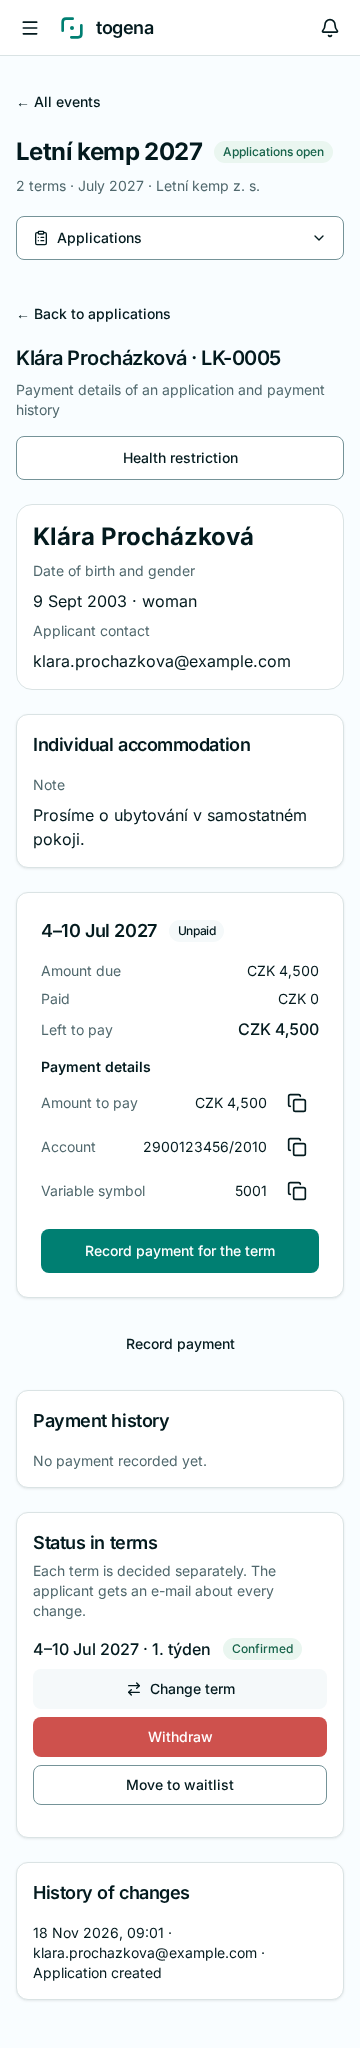 togena
← All events
Letní kemp 2027 Applications open
2 terms · July 2027 · Letní kemp z. s.
Applications
← Back to applications
Klára Procházková · LK-0005
Payment details of an application and payment
history
Health restriction
Klára Procházková
Date of birth and gender
9 Sept 2003 · woman
Applicant contact
klara.prochazkova@example.com
Individual accommodation
Note
Prosíme o ubytování v samostatném
pokoji.
4–10 Jul 2027 Unpaid
Amount due CZK 4,500
Paid CZK 0
Left to pay CZK 4,500
Payment details
Amount to pay CZK 4,500
Account 2900123456/2010
Variable symbol 5001
Record payment for the term
Record payment
Payment history
No payment recorded yet.
Status in terms
Each term is decided separately. The
applicant gets an e-mail about every
change.
4–10 Jul 2027 · 1. týden Confirmed
Change term
Withdraw
Move to waitlist
History of changes
18 Nov 2026, 09:01 ·
klara.prochazkova@example.com ·
Application created